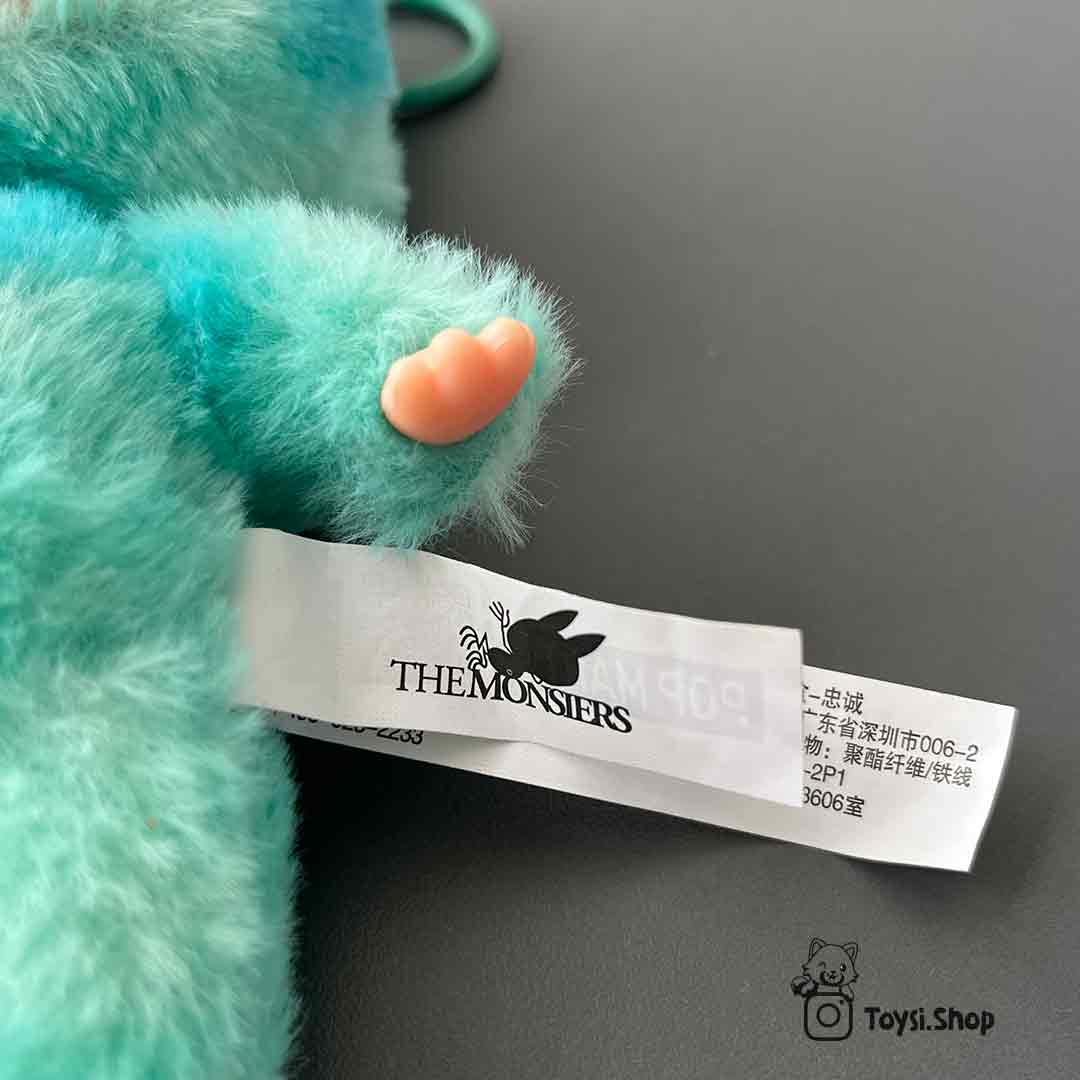 THE MONSIERS
POP MA
-忠诚
广东省深圳市006-2
物：聚酯纤维/铁线
-2P1
3606室
-2233
Toysi.Shop